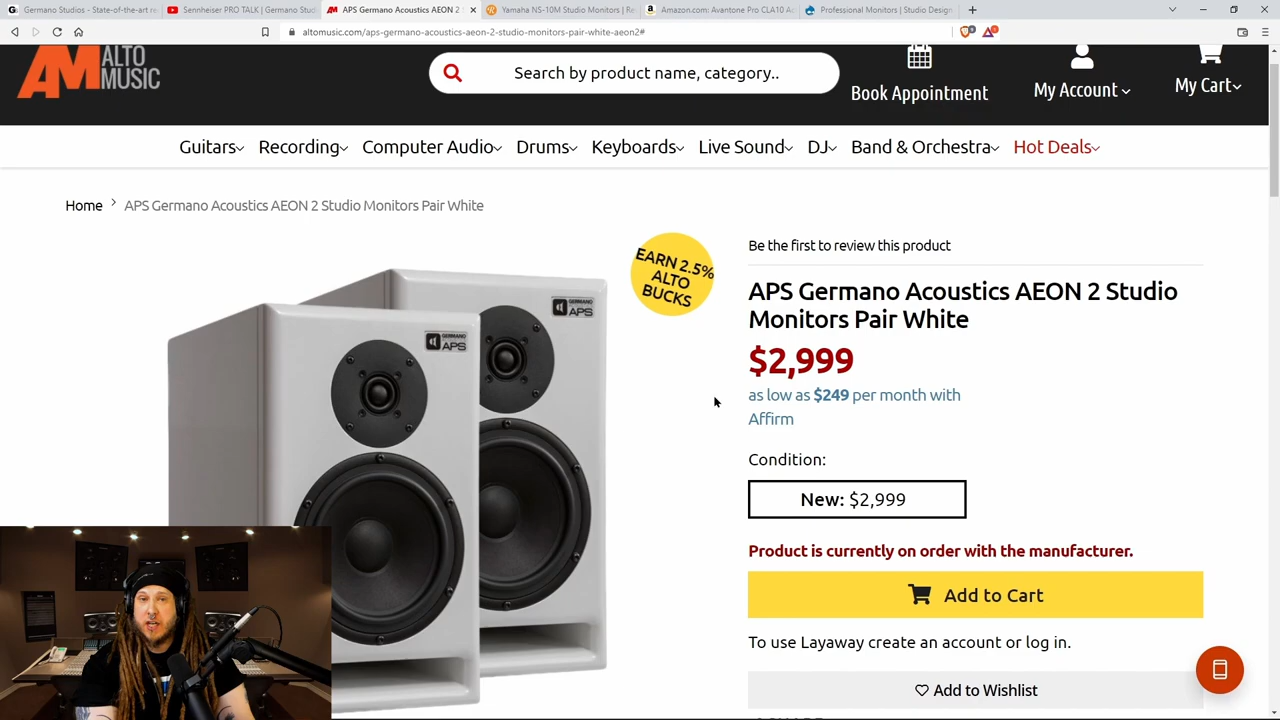 Germano Studios - State-of-the-art re
Sennheiser PRO TALK | Germano Stud
APS Germano Acoustics AEON 2 S
Yamaha NS-10M Studio Monitors | Re
Amazon.com: Avantone Pro CLA10 A
Professional Monitors | Studio Design
altomusic.com/aps-germano-acoustics-aeon-2-studio-monitors-pair-white-aeon2#
AM ALTO
MUSIC
Search by product name, category..
Book Appointment
My Account
My Cart
Guitars Recording Computer Audio Drums Keyboards Live Sound DJ Band & Orchestra Hot Deals
Home > APS Germano Acoustics AEON 2 Studio Monitors Pair White
EARN 2.5%
ALTO
BUCKS
GERMANO
APS
GERMANO
APS
Be the first to review this product
APS Germano Acoustics AEON 2 Studio
Monitors Pair White
$2,999
as low as $249 per month with
Affirm
Condition:
New: $2,999
Product is currently on order with the manufacturer.
Add to Cart
To use Layaway create an account or log in.
Add to Wishlist